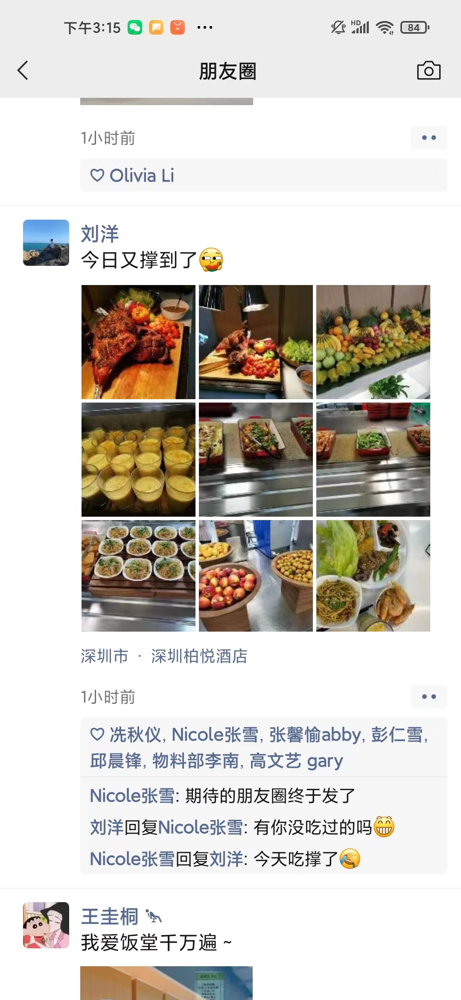 下午3:15
HD
84
朋友圈
1小时前
Olivia Li
刘洋
今日又撑到了
深圳市 · 深圳柏悦酒店
1小时前
冼秋仪, Nicole张雪, 张馨愉abby, 彭仁雪,
邱晨锋, 物料部李南, 高文艺 gary
Nicole张雪: 期待的朋友圈终于发了
刘洋回复Nicole张雪: 有你没吃过的吗
Nicole张雪回复刘洋: 今天吃撑了
王圭桐
我爱饭堂千万遍 ~